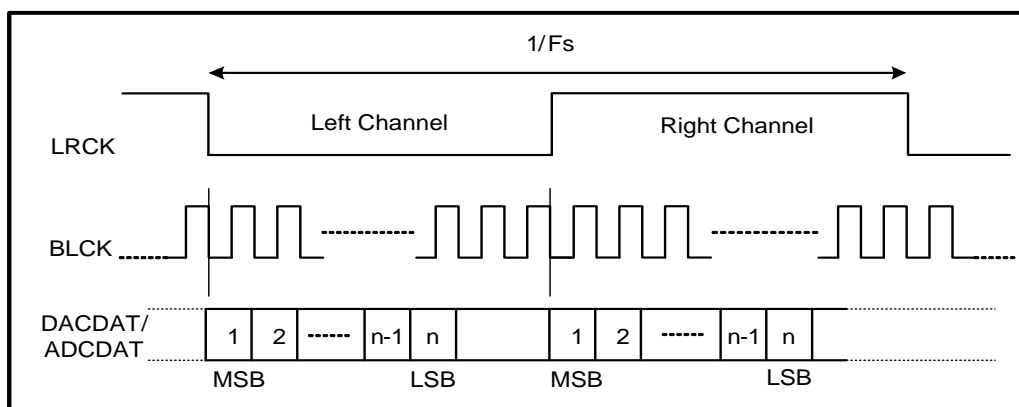 1/Fs
Left Channel
Right Channel
LRCK
BLCK
DACDAT/
ADCDAT
1 2 n-1 n 1 2 n-1 n
MSB LSB MSB LSB